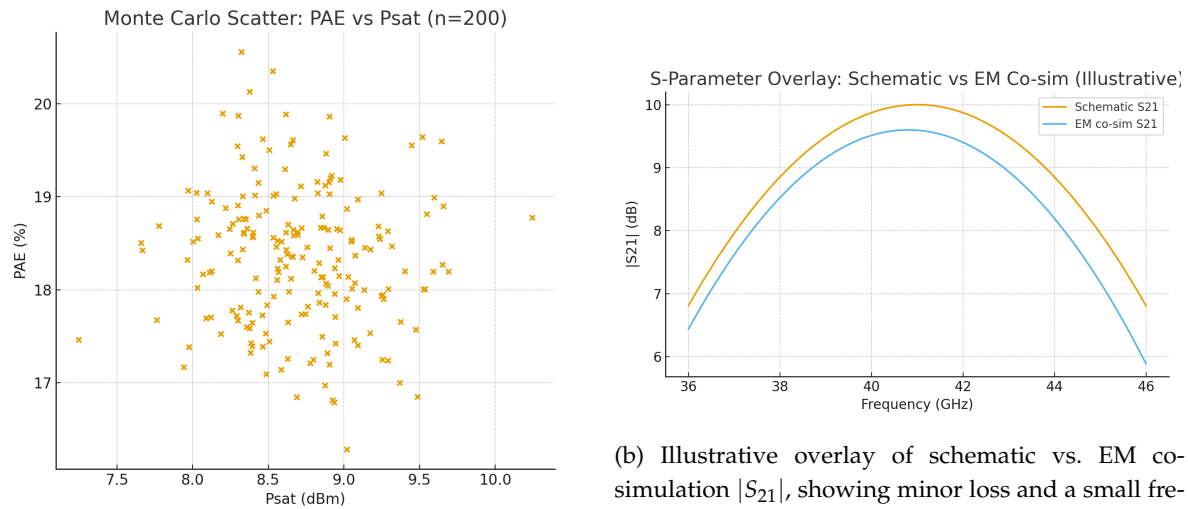 Monte Carlo Scatter: PAE vs Psat (n=200)
PAE (%)
20
19
18
17
7.5 8.0 8.5 9.0 9.5 10.0
Psat (dBm)
S-Parameter Overlay: Schematic vs EM Co-sim (Illustrative)
Schematic S21
EM co-sim S21
|S21| (dB)
10
9
8
7
6
36 38 40 42 44 46
Frequency (GHz)
(b) Illustrative overlay of schematic vs. EM co-
simulation |S21|, showing minor loss and a small fre-